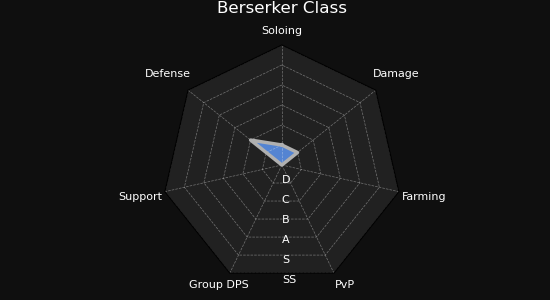 Berserker Class
Soloing
Defense
Damage
Support
Farming
D
C
B
A
S
SS
Group DPS
PvP